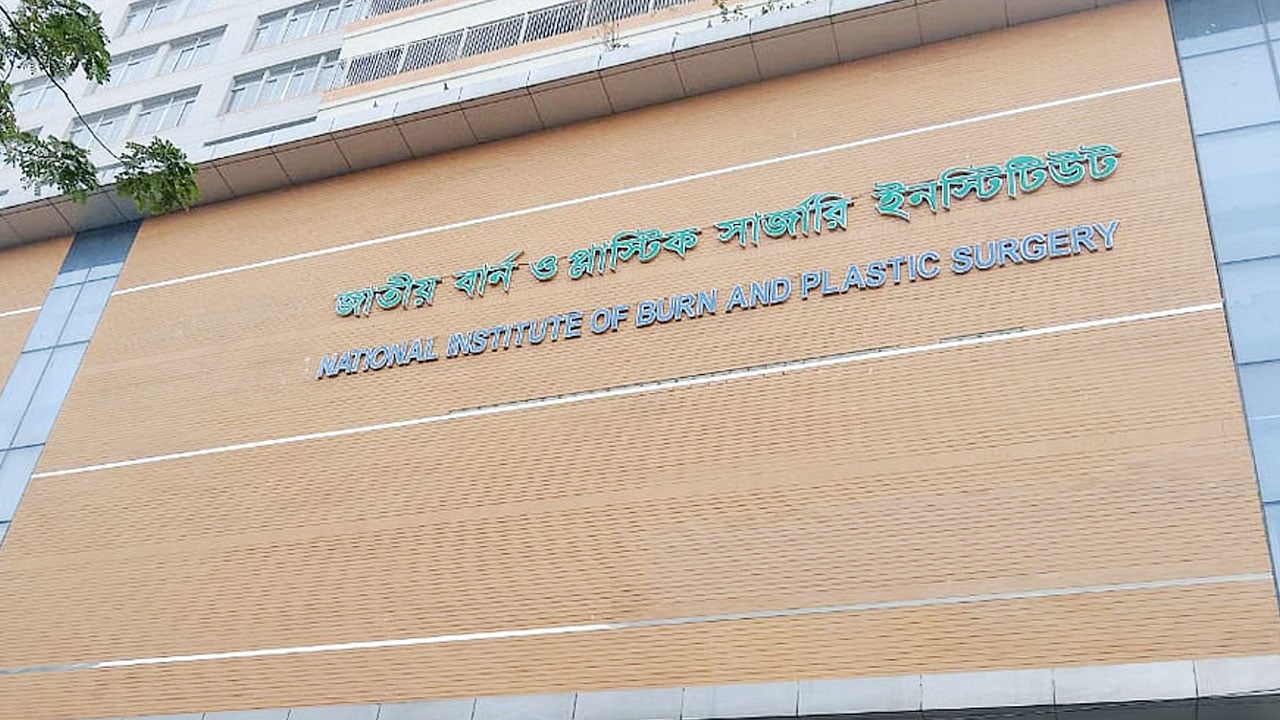 জাতীয় বার্ন ও প্লাস্টিক সার্জারি ইনস্টিটিউট
NATIONAL INSTITUTE OF BURN AND PLASTIC SURGERY